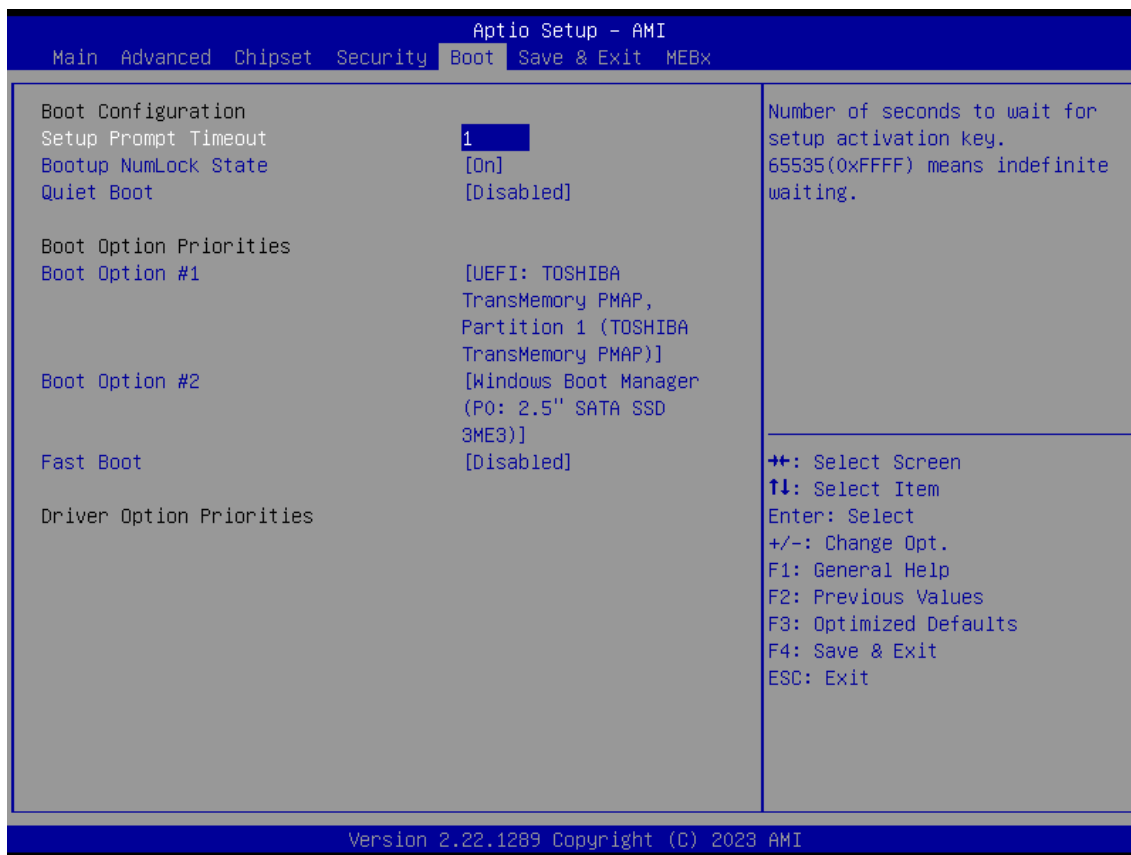 Aptio Setup – AMI
Main Advanced Chipset Security Boot Save & Exit MEBx
Boot Configuration
Setup Prompt Timeout 1
Bootup NumLock State [On]
Quiet Boot [Disabled]
Boot Option Priorities
Boot Option #1 [UEFI: TOSHIBA
TransMemory PMAP,
Partition 1 (TOSHIBA
TransMemory PMAP)]
Boot Option #2 [Windows Boot Manager
(P0: 2.5" SATA SSD
3ME3)]
Fast Boot [Disabled]
Driver Option Priorities
Number of seconds to wait for
setup activation key.
65535(0xFFFF) means indefinite
waiting.
→←: Select Screen
↑↓: Select Item
Enter: Select
+/-: Change Opt.
F1: General Help
F2: Previous Values
F3: Optimized Defaults
F4: Save & Exit
ESC: Exit
Version 2.22.1289 Copyright (C) 2023 AMI